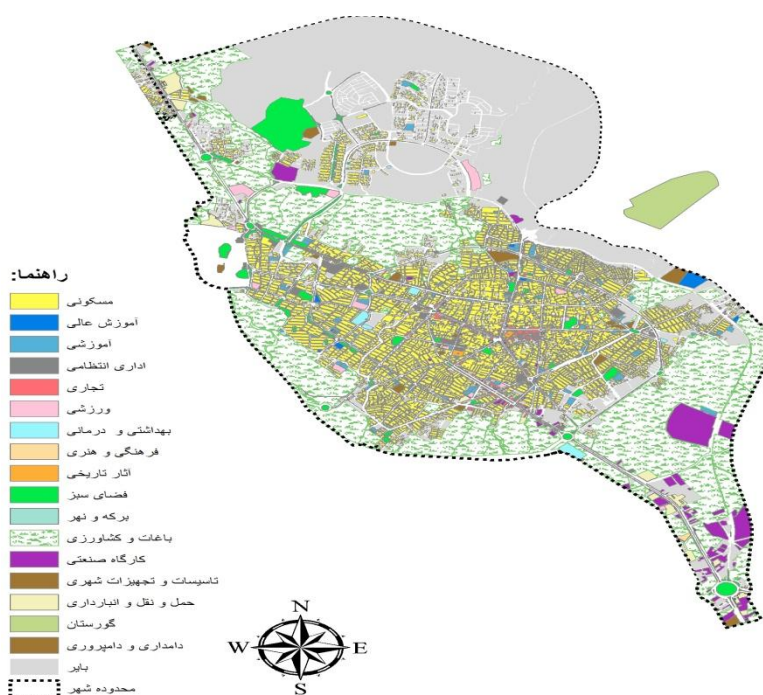 راهنما:
مسکونی
آموزش عالی
آموزشی
اداری انتظامی
تجاری
ورزشی
بهداشتی و درمانی
فرهنگی و هنری
آثار تاریخی
فضای سبز
برکه و نهر
باغات و کشاورزی
کارگاه صنعتی
تاسیسات و تجهیزات شهری
حمل و نقل و انبارداری
گورستان
دامداری و دامپروری
بایر
محدوده شهر
N
W
E
S